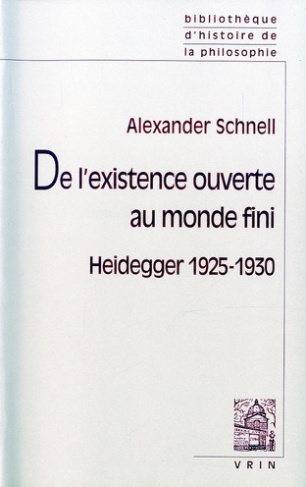 bibliothèque
d'histoire de
la philosophie
Alexander Schnell
De l'existence ouverte
au monde fini
Heidegger 1925-1930
VRIN